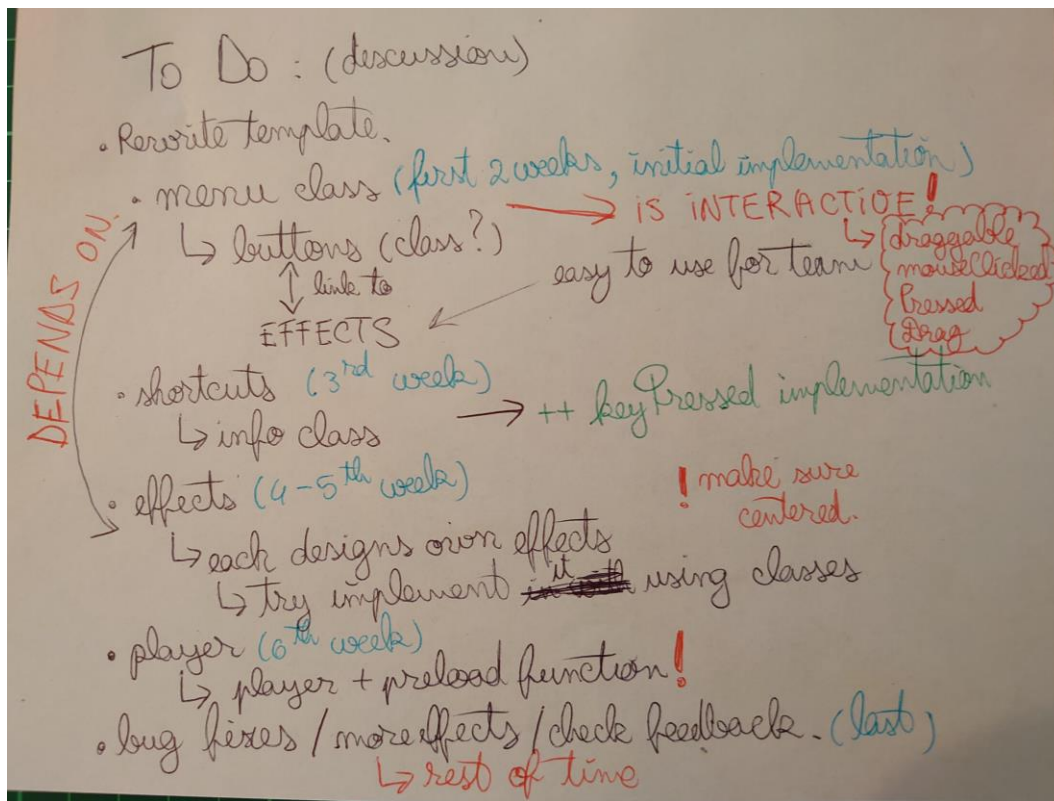 To Do : (discussion)
• Rewrite template.
• menu class (first 2 weeks, initial implementation)
→ is INTERACTIVE!
↳ draggable
mouseClicked
Pressed
Drag
↳ buttons (class?)
↕ link to
EFFECTS
easy to use for team
DEPENDS ON.
• shortcuts (3rd week)
↳ info class
→ ++ keyPressed implementation
• effects (4-5th week)
! make sure
centered.
↳ each designs own effects
↳ try implement it using classes
• player (6th week)
↳ player + preload function!
• bug fixes / more effects / check feedback. (last)
↳ rest of time